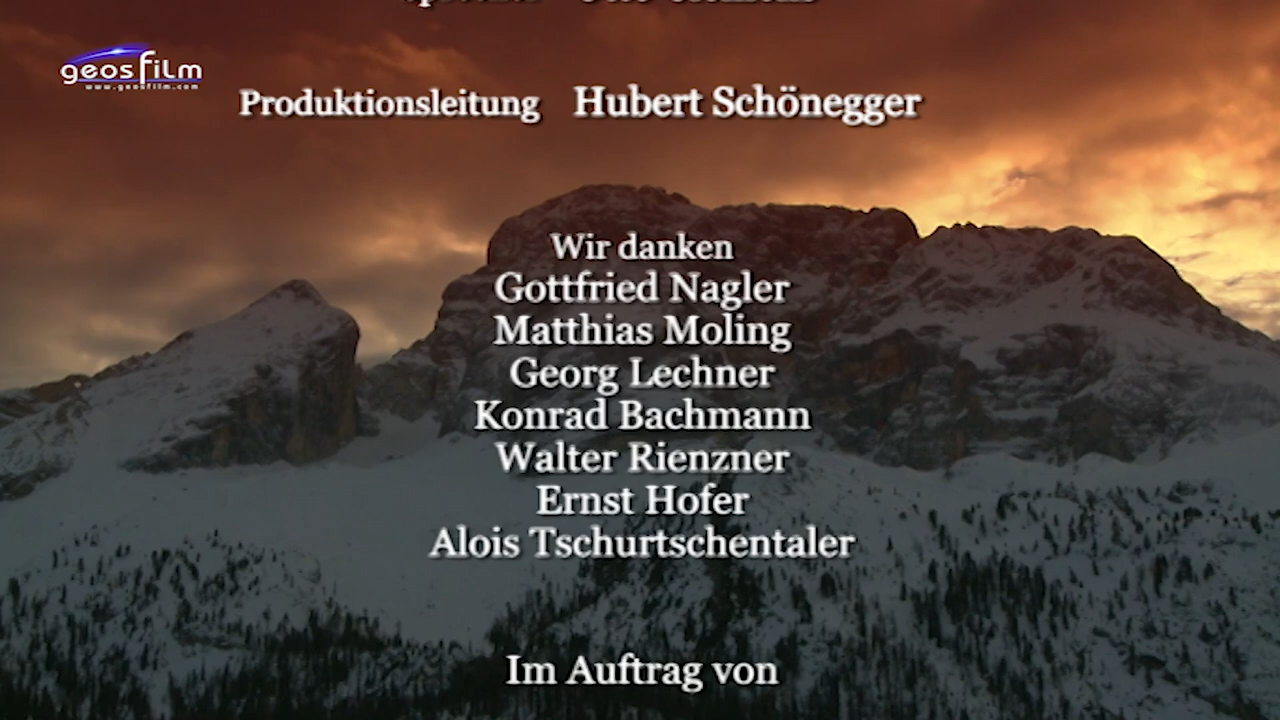 geosfilm
www.geosfilm.com
Produktionsleitung Hubert Schönegger
Wir danken
Gottfried Nagler
Matthias Moling
Georg Lechner
Konrad Bachmann
Walter Rienzner
Ernst Hofer
Alois Tschurtschentaler
Im Auftrag von